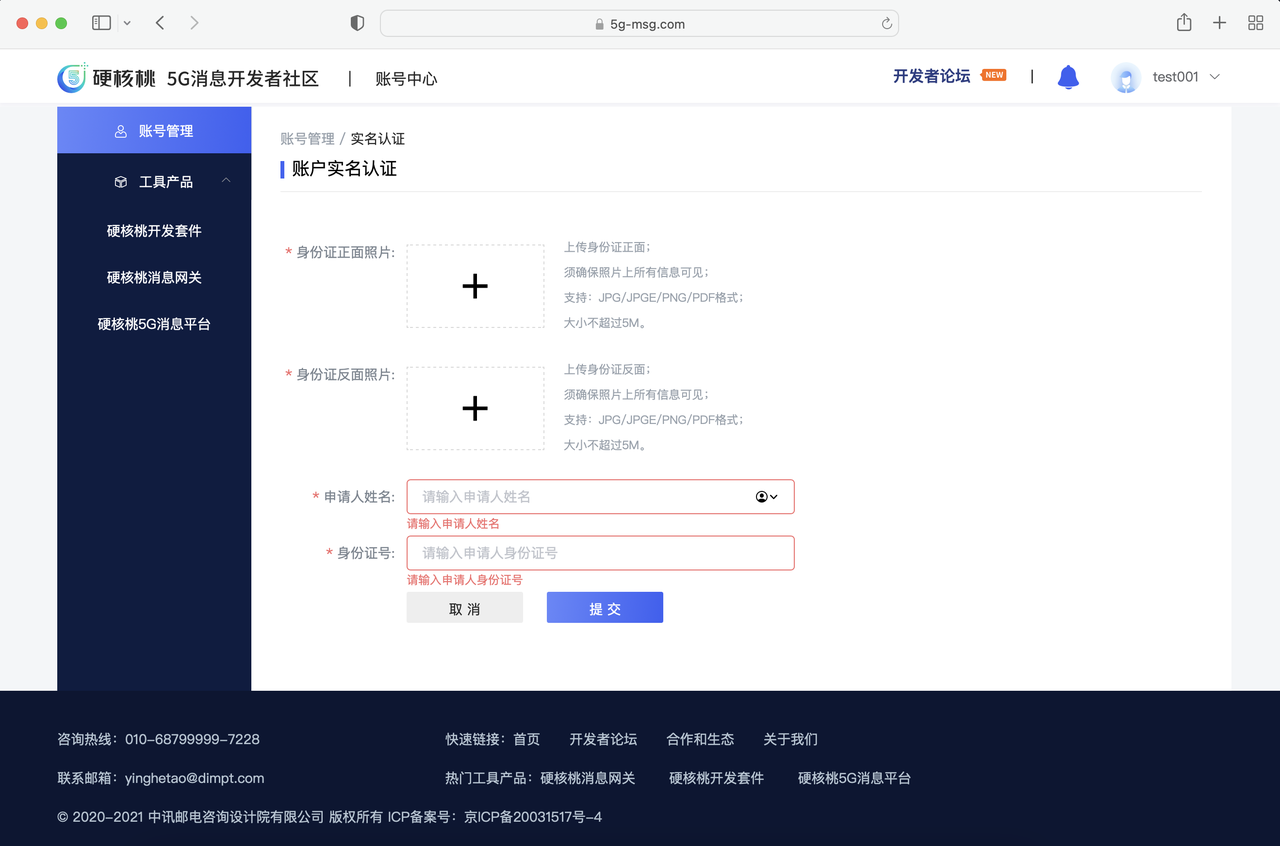 5g-msg.com
硬核桃 5G消息开发者社区 | 账号中心
开发者论坛 NEW | test001
账号管理
工具产品
硬核桃开发套件
硬核桃消息网关
硬核桃5G消息平台
账号管理 / 实名认证
账户实名认证
* 身份证正面照片:
上传身份证正面；
须确保照片上所有信息可见；
支持：JPG/JPGE/PNG/PDF格式；
大小不超过5M。
* 身份证反面照片:
上传身份证反面；
须确保照片上所有信息可见；
支持：JPG/JPGE/PNG/PDF格式；
大小不超过5M。
* 申请人姓名: 请输入申请人姓名
请输入申请人姓名
* 身份证号: 请输入申请人身份证号
请输入申请人身份证号
取 消 提 交
咨询热线：010-68799999-7228
快速链接：首页 开发者论坛 合作和生态 关于我们
联系邮箱：yinghetao@dimpt.com
热门工具产品：硬核桃消息网关 硬核桃开发套件 硬核桃5G消息平台
© 2020-2021 中讯邮电咨询设计院有限公司 版权所有 ICP备案号：京ICP备20031517号-4